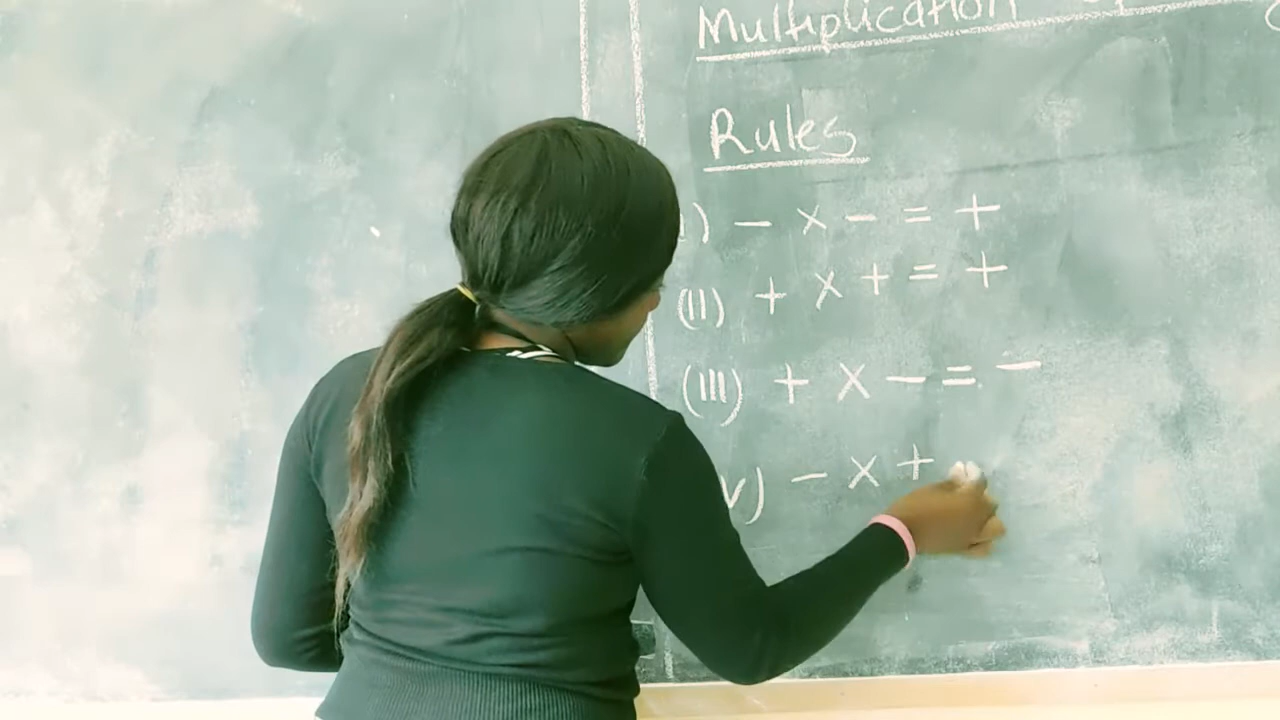 Multiplication
Rules
) - x - = +
(II) + x + = +
(III) + x - = -
v) - x +